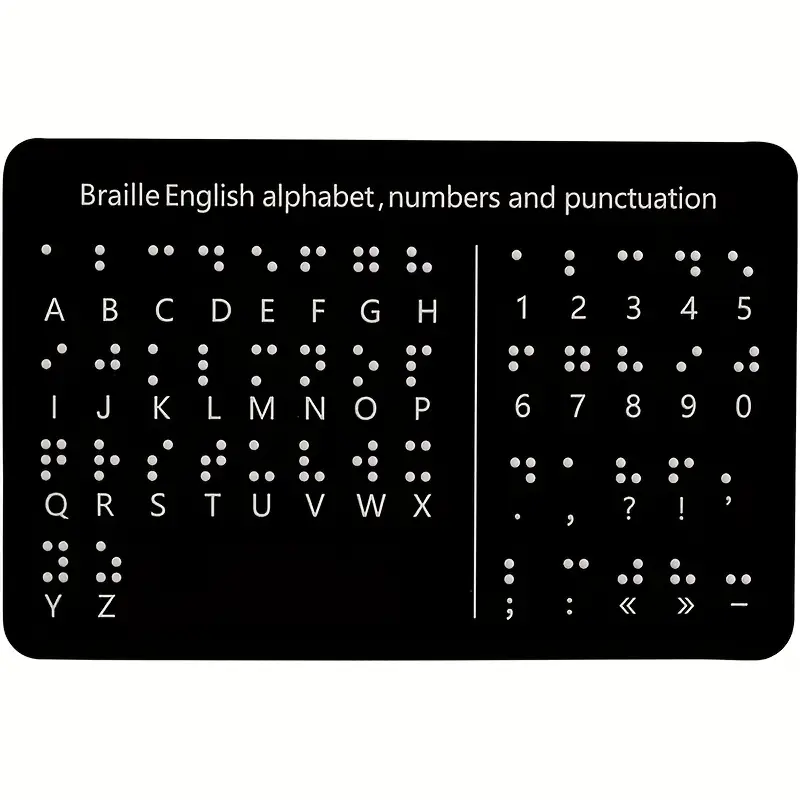 Braille English alphabet, numbers and punctuation
⠁ ⠃ ⠉ ⠙ ⠑ ⠋ ⠛ ⠓
A B C D E F G H
⠊ ⠚ ⠅ ⠇ ⠍ ⠝ ⠕ ⠏
I J K L M N O P
⠟ ⠗ ⠎ ⠞ ⠥ ⠧ ⠺ ⠭
Q R S T U V W X
⠽ ⠵
Y Z
⠁ ⠃ ⠉ ⠙ ⠑
1 2 3 4 5
⠋ ⠛ ⠓ ⠊ ⠚
6 7 8 9 0
⠲ ⠂ ⠦ ⠖ ⠄
. , ? ! ’
⠆ ⠒ ⠴ ⠦ ⠤
; : « » –